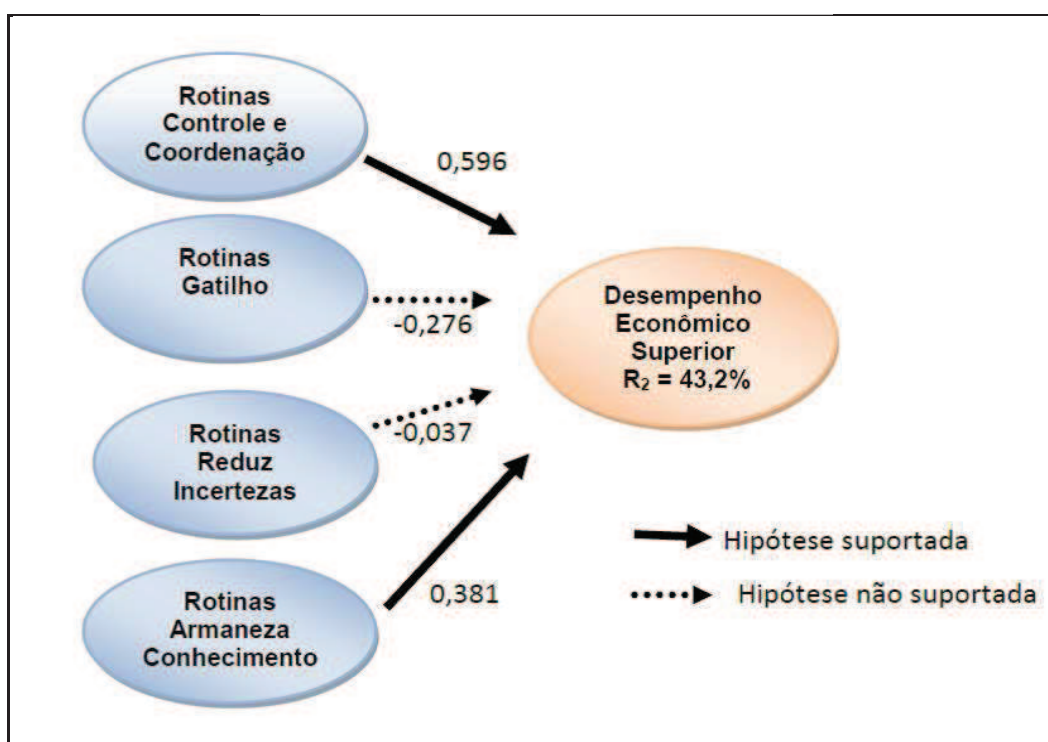 Rotinas
Controle e
Coordenação
0,596
Rotinas
Gatilho
-0,276
Desempenho
Econômico
Superior
R₂ = 43,2%
Rotinas
Reduz
Incertezas
-0,037
Rotinas
Armaneza
Conhecimento
0,381
Hipótese suportada
Hipótese não suportada